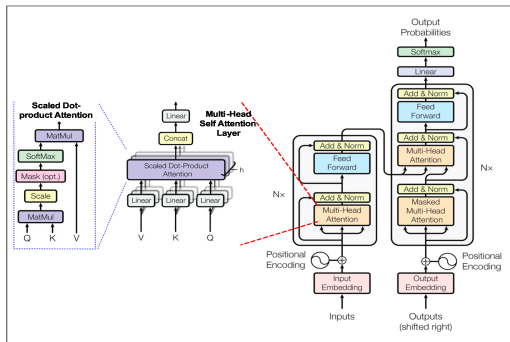 Scaled Dot-
product Attention
MatMul
SoftMax
Mask (opt.)
Scale
MatMul
Q
K
V
Linear
Concat
Multi-Head
Self Attention
Layer
Scaled Dot-Product
Attention
h
Linear
Linear
Linear
V
K
Q
Add & Norm
Feed
Forward
N×
Add & Norm
Multi-Head
Attention
Positional
Encoding
Input
Embedding
Inputs
Output
Probabilities
Softmax
Linear
Add & Norm
Feed
Forward
Add & Norm
Multi-Head
Attention
N×
Add & Norm
Masked
Multi-Head
Attention
Positional
Encoding
Output
Embedding
Outputs
(shifted right)